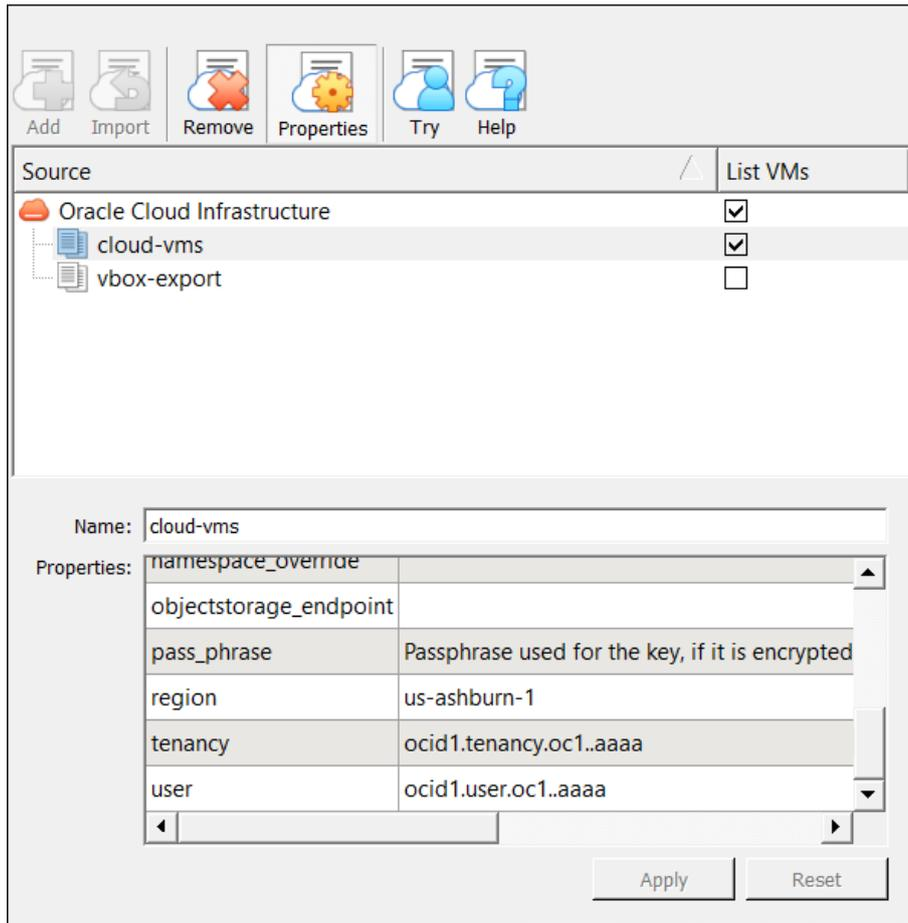 Add Import Remove Properties Try Help
Source List VMs
Oracle Cloud Infrastructure
cloud-vms
vbox-export
Name: cloud-vms
Properties: namespace_override
objectstorage_endpoint
pass_phrase Passphrase used for the key, if it is encrypted
region us-ashburn-1
tenancy ocid1.tenancy.oc1..aaaa
user ocid1.user.oc1..aaaa
Apply Reset